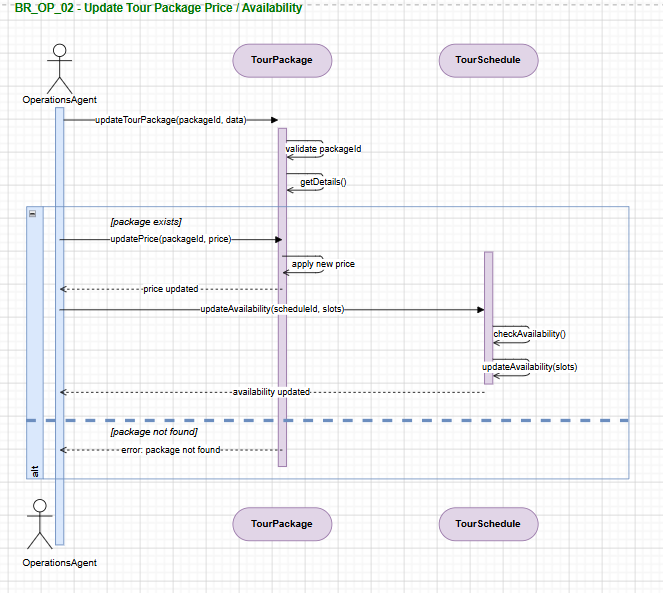 BR_OP_02 - Update Tour Package Price / Availability
TourPackage
TourSchedule
OperationsAgent
updateTourPackage(packageId, data)
validate packageId
getDetails()
[package exists]
updatePrice(packageId, price)
apply new price
price updated
updateAvailability(scheduleId, slots)
checkAvailability()
updateAvailability(slots)
availability updated
[package not found]
error: package not found
alt
TourPackage
TourSchedule
OperationsAgent